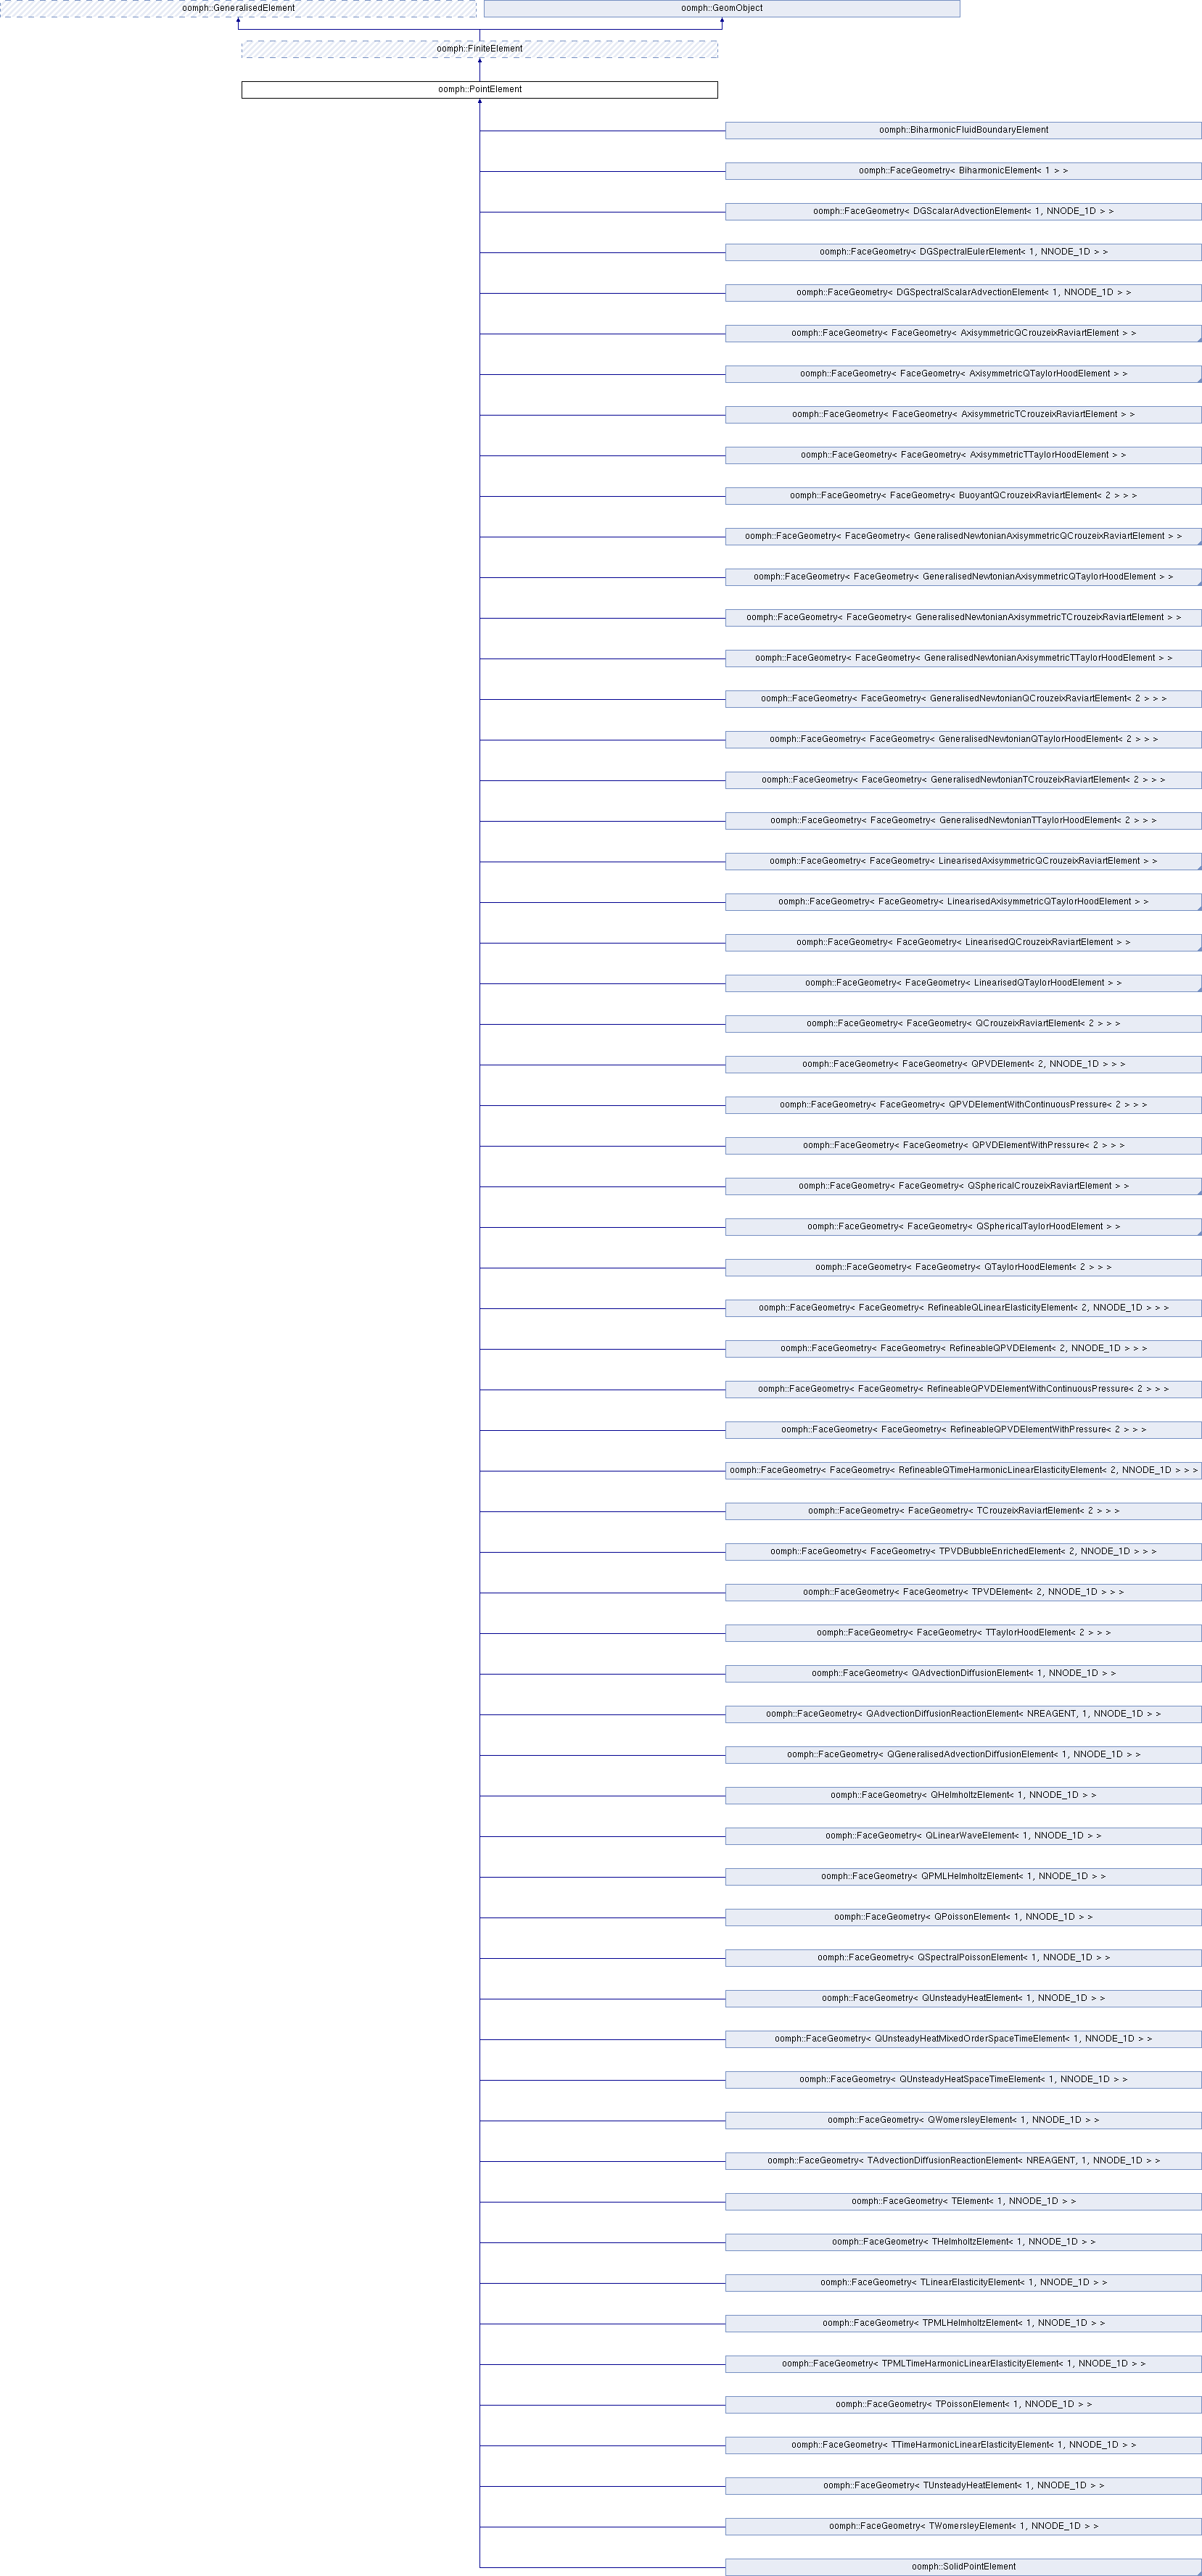 oomph::GeneralisedElement oomph::GeomObject
oomph::FiniteElement
oomph::PointElement
oomph::BiharmonicFluidBoundaryElement
oomph::FaceGeometry< BiharmonicElement< 1 > >
oomph::FaceGeometry< DGScalarAdvectionElement< 1, NNODE_1D > >
oomph::FaceGeometry< DGSpectralEulerElement< 1, NNODE_1D > >
oomph::FaceGeometry< DGSpectralScalarAdvectionElement< 1, NNODE_1D > >
oomph::FaceGeometry< FaceGeometry< AxisymmetricQCrouzeixRaviartElement > >
oomph::FaceGeometry< FaceGeometry< AxisymmetricQTaylorHoodElement > >
oomph::FaceGeometry< FaceGeometry< AxisymmetricTCrouzeixRaviartElement > >
oomph::FaceGeometry< FaceGeometry< AxisymmetricTTaylorHoodElement > >
oomph::FaceGeometry< FaceGeometry< BuoyantQCrouzeixRaviartElement< 2 > > >
oomph::FaceGeometry< FaceGeometry< GeneralisedNewtonianAxisymmetricQCrouzeixRaviartElement > >
oomph::FaceGeometry< FaceGeometry< GeneralisedNewtonianAxisymmetricQTaylorHoodElement > >
oomph::FaceGeometry< FaceGeometry< GeneralisedNewtonianAxisymmetricTCrouzeixRaviartElement > >
oomph::FaceGeometry< FaceGeometry< GeneralisedNewtonianAxisymmetricTTaylorHoodElement > >
oomph::FaceGeometry< FaceGeometry< GeneralisedNewtonianQCrouzeixRaviartElement< 2 > > >
oomph::FaceGeometry< FaceGeometry< GeneralisedNewtonianQTaylorHoodElement< 2 > > >
oomph::FaceGeometry< FaceGeometry< GeneralisedNewtonianTCrouzeixRaviartElement< 2 > > >
oomph::FaceGeometry< FaceGeometry< GeneralisedNewtonianTTaylorHoodElement< 2 > > >
oomph::FaceGeometry< FaceGeometry< LinearisedAxisymmetricQCrouzeixRaviartElement > >
oomph::FaceGeometry< FaceGeometry< LinearisedAxisymmetricQTaylorHoodElement > >
oomph::FaceGeometry< FaceGeometry< LinearisedQCrouzeixRaviartElement > >
oomph::FaceGeometry< FaceGeometry< LinearisedQTaylorHoodElement > >
oomph::FaceGeometry< FaceGeometry< QCrouzeixRaviartElement< 2 > > >
oomph::FaceGeometry< FaceGeometry< QPVDElement< 2, NNODE_1D > > >
oomph::FaceGeometry< FaceGeometry< QPVDElementWithContinuousPressure< 2 > > >
oomph::FaceGeometry< FaceGeometry< QPVDElementWithPressure< 2 > > >
oomph::FaceGeometry< FaceGeometry< QSphericalCrouzeixRaviartElement > >
oomph::FaceGeometry< FaceGeometry< QSphericalTaylorHoodElement > >
oomph::FaceGeometry< FaceGeometry< QTaylorHoodElement< 2 > > >
oomph::FaceGeometry< FaceGeometry< RefineableQLinearElasticityElement< 2, NNODE_1D > > >
oomph::FaceGeometry< FaceGeometry< RefineableQPVDElement< 2, NNODE_1D > > >
oomph::FaceGeometry< FaceGeometry< RefineableQPVDElementWithContinuousPressure< 2 > > >
oomph::FaceGeometry< FaceGeometry< RefineableQPVDElementWithPressure< 2 > > >
oomph::FaceGeometry< FaceGeometry< RefineableQTimeHarmonicLinearElasticityElement< 2, NNODE_1D > > >
oomph::FaceGeometry< FaceGeometry< TCrouzeixRaviartElement< 2 > > >
oomph::FaceGeometry< FaceGeometry< TPVDBubbleEnrichedElement< 2, NNODE_1D > > >
oomph::FaceGeometry< FaceGeometry< TPVDElement< 2, NNODE_1D > > >
oomph::FaceGeometry< FaceGeometry< TTaylorHoodElement< 2 > > >
oomph::FaceGeometry< QAdvectionDiffusionElement< 1, NNODE_1D > >
oomph::FaceGeometry< QAdvectionDiffusionReactionElement< NREAGENT, 1, NNODE_1D > >
oomph::FaceGeometry< QGeneralisedAdvectionDiffusionElement< 1, NNODE_1D > >
oomph::FaceGeometry< QHelmholtzElement< 1, NNODE_1D > >
oomph::FaceGeometry< QLinearWaveElement< 1, NNODE_1D > >
oomph::FaceGeometry< QPMLHelmholtzElement< 1, NNODE_1D > >
oomph::FaceGeometry< QPoissonElement< 1, NNODE_1D > >
oomph::FaceGeometry< QSpectralPoissonElement< 1, NNODE_1D > >
oomph::FaceGeometry< QUnsteadyHeatElement< 1, NNODE_1D > >
oomph::FaceGeometry< QUnsteadyHeatMixedOrderSpaceTimeElement< 1, NNODE_1D > >
oomph::FaceGeometry< QUnsteadyHeatSpaceTimeElement< 1, NNODE_1D > >
oomph::FaceGeometry< QWomersleyElement< 1, NNODE_1D > >
oomph::FaceGeometry< TAdvectionDiffusionReactionElement< NREAGENT, 1, NNODE_1D > >
oomph::FaceGeometry< TElement< 1, NNODE_1D > >
oomph::FaceGeometry< THelmholtzElement< 1, NNODE_1D > >
oomph::FaceGeometry< TLinearElasticityElement< 1, NNODE_1D > >
oomph::FaceGeometry< TPMLHelmholtzElement< 1, NNODE_1D > >
oomph::FaceGeometry< TPMLTimeHarmonicLinearElasticityElement< 1, NNODE_1D > >
oomph::FaceGeometry< TPoissonElement< 1, NNODE_1D > >
oomph::FaceGeometry< TTimeHarmonicLinearElasticityElement< 1, NNODE_1D > >
oomph::FaceGeometry< TUnsteadyHeatElement< 1, NNODE_1D > >
oomph::FaceGeometry< TWomersleyElement< 1, NNODE_1D > >
oomph::SolidPointElement